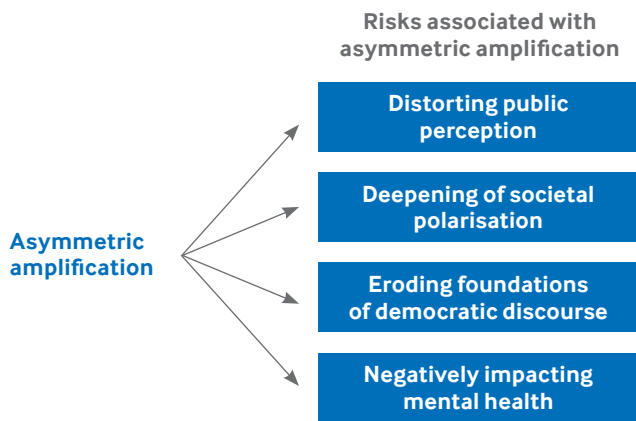 Risks associated with
asymmetric amplification
Distorting public
perception
Deepening of societal
polarisation
Asymmetric
amplification
Eroding foundations
of democratic discourse
Negatively impacting
mental health